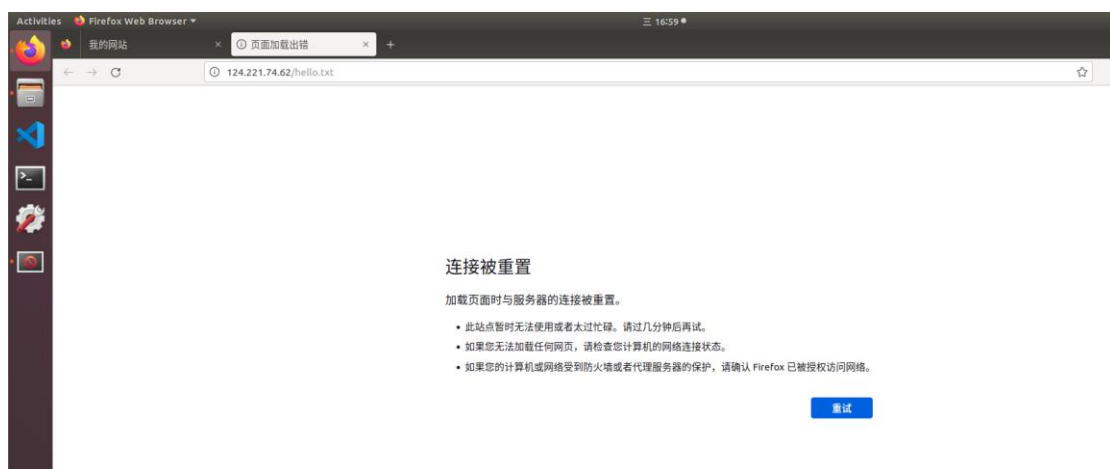 Activities Firefox Web Browser 三 16:59
我的网站 页面加载出错
124.221.74.62/hello.txt
连接被重置
加载页面时与服务器的连接被重置。
• 此站点暂时无法使用或者太过忙碌。请过几分钟后再试。
• 如果您无法加载任何网页，请检查您计算机的网络连接状态。
• 如果您的计算机或网络受到防火墙或者代理服务器的保护，请确认 Firefox 已被授权访问网络。
重试